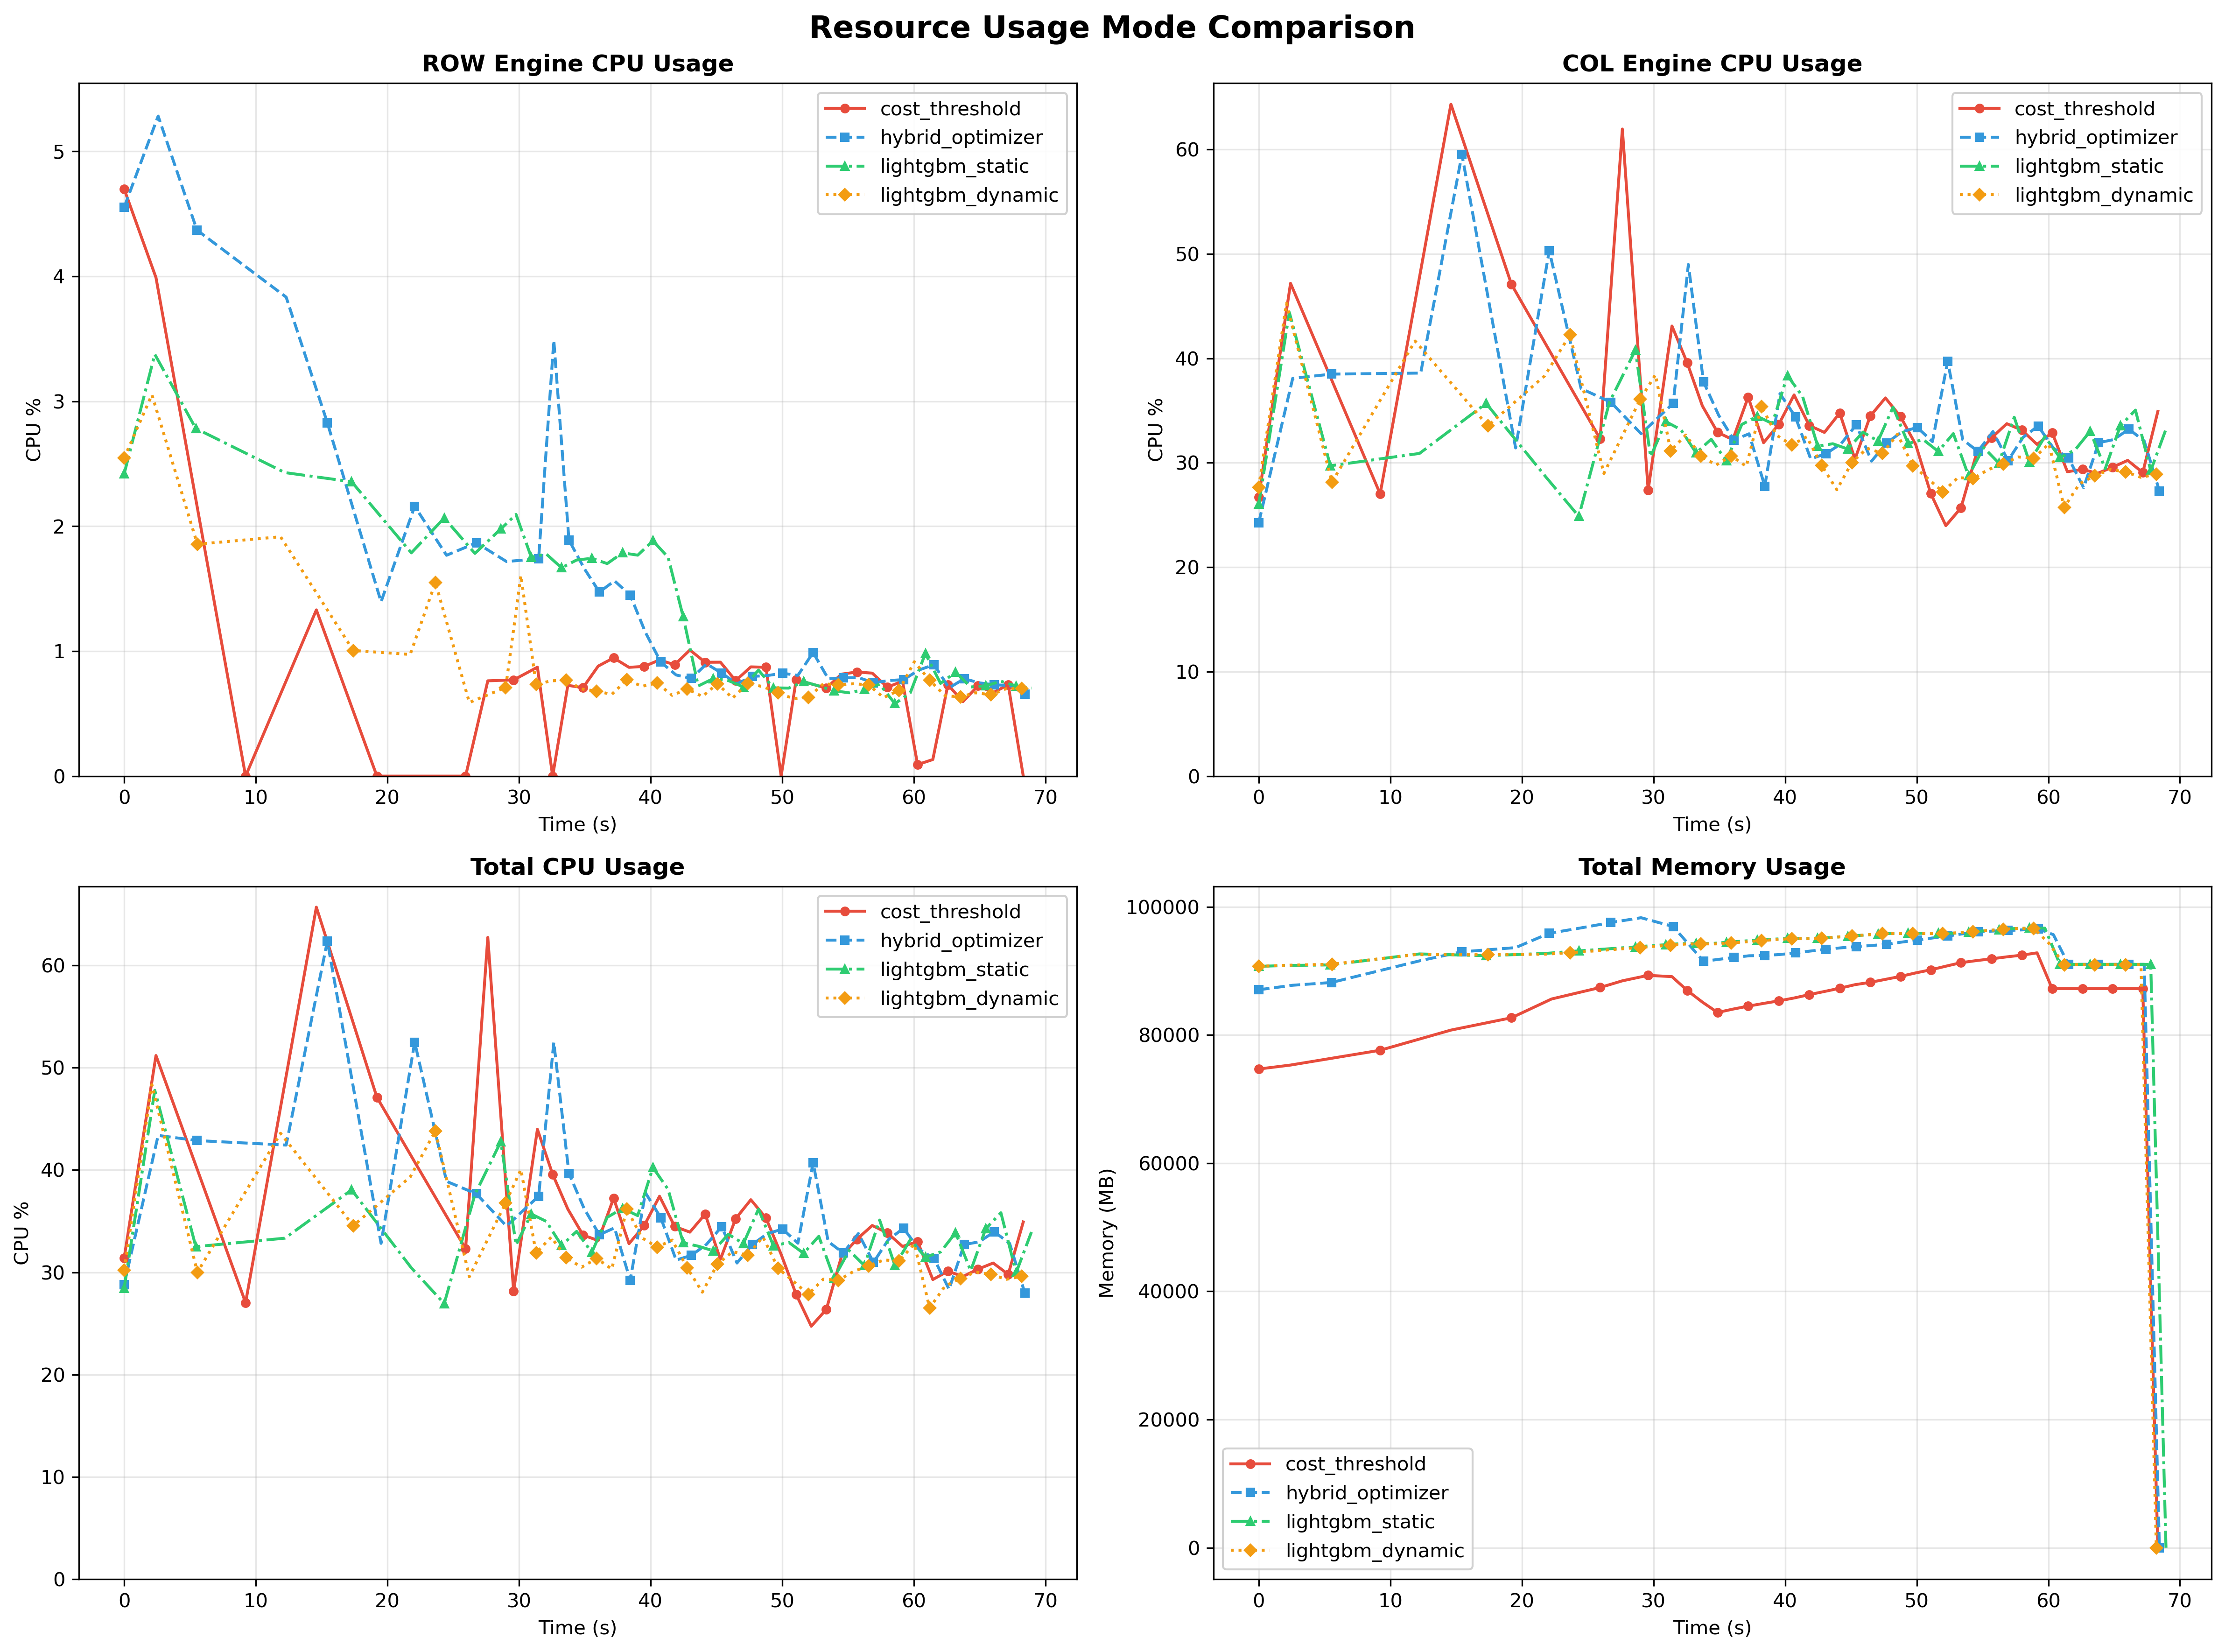 Resource Usage Mode Comparison
ROW Engine CPU Usage
CPU %
5
4
3
2
1
0
0 10 20 30 40 50 60 70
Time (s)
cost_threshold
hybrid_optimizer
lightgbm_static
lightgbm_dynamic
COL Engine CPU Usage
CPU %
60
50
40
30
20
10
0
0 10 20 30 40 50 60 70
Time (s)
cost_threshold
hybrid_optimizer
lightgbm_static
lightgbm_dynamic
Total CPU Usage
CPU %
60
50
40
30
20
10
0
0 10 20 30 40 50 60 70
Time (s)
cost_threshold
hybrid_optimizer
lightgbm_static
lightgbm_dynamic
Total Memory Usage
Memory (MB)
100000
80000
60000
40000
20000
0
0 10 20 30 40 50 60 70
Time (s)
cost_threshold
hybrid_optimizer
lightgbm_static
lightgbm_dynamic